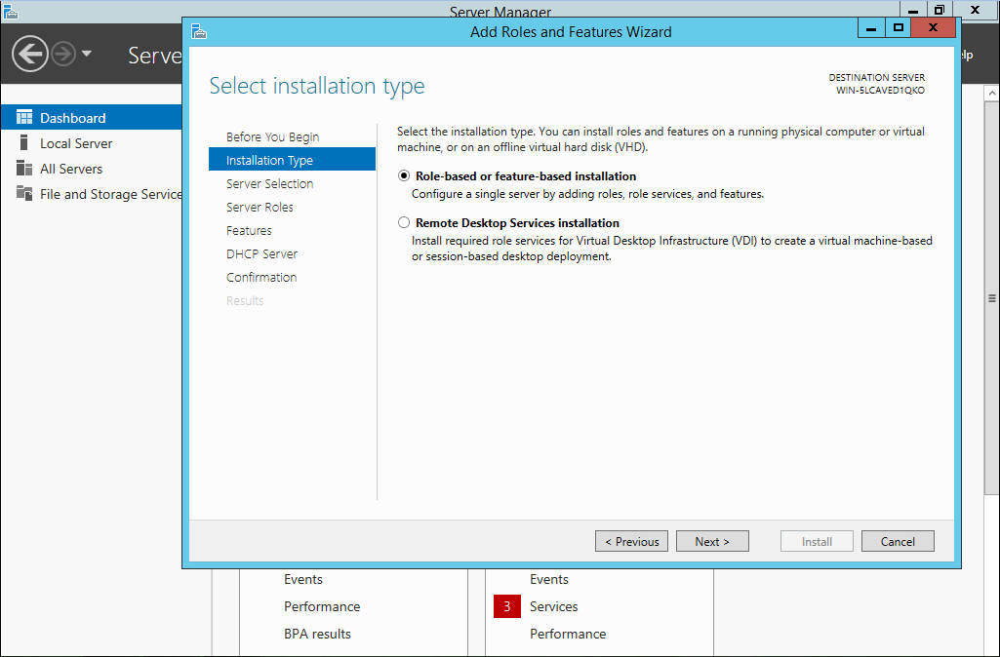 Server Manager
Add Roles and Features Wizard
Select installation type
DESTINATION SERVER
WIN-5LCAVED1QKO
Dashboard
Local Server
All Servers
File and Storage Service
Before You Begin
Installation Type
Server Selection
Server Roles
Features
DHCP Server
Confirmation
Results
Select the installation type. You can install roles and features on a running physical computer or virtual
machine, or on an offline virtual hard disk (VHD).
Role-based or feature-based installation
Configure a single server by adding roles, role services, and features.
Remote Desktop Services installation
Install required role services for Virtual Desktop Infrastructure (VDI) to create a virtual machine-based
or session-based desktop deployment.
< Previous
Next >
Install
Cancel
Events
Performance
BPA results
Events
3 Services
Performance